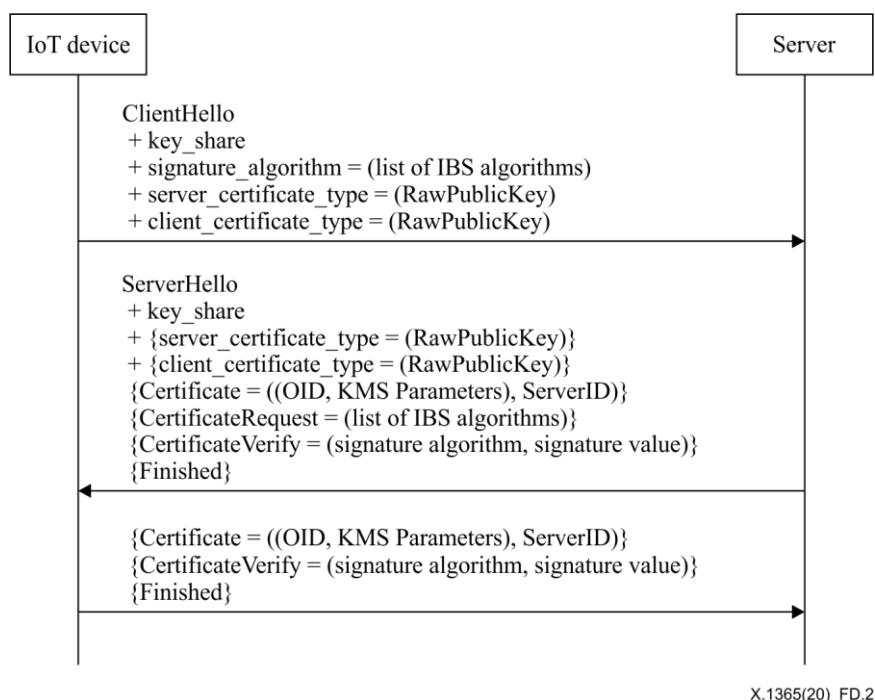 IoT device
Server
ClientHello
+ key_share
+ signature_algorithm = (list of IBS algorithms)
+ server_certificate_type = (RawPublicKey)
+ client_certificate_type = (RawPublicKey)
ServerHello
+ key_share
+ {server_certificate_type = (RawPublicKey)}
+ {client_certificate_type = (RawPublicKey)}
{Certificate = ((OID, KMS Parameters), ServerID)}
{CertificateRequest = (list of IBS algorithms)}
{CertificateVerify = (signature algorithm, signature value)}
{Finished}
{Certificate = ((OID, KMS Parameters), ServerID)}
{CertificateVerify = (signature algorithm, signature value)}
{Finished}
X.1365(20)_FD.2